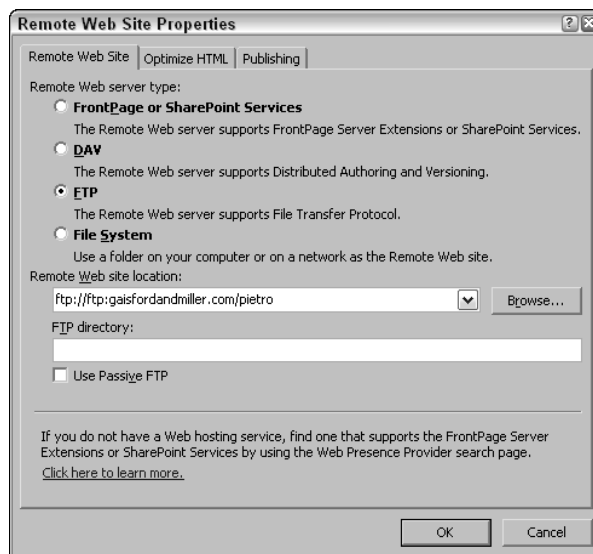 Remote Web Site Properties
Remote Web Site
Optimize HTML
Publishing
Remote Web server type:
FrontPage or SharePoint Services
The Remote Web server supports FrontPage Server Extensions or SharePoint Services.
DAV
The Remote Web server supports Distributed Authoring and Versioning.
FTP
The Remote Web server supports File Transfer Protocol.
File System
Use a folder on your computer or on a network as the Remote Web site.
Remote Web site location:
ftp://ftp:gaisfordandmiller.com/pietro
Browse...
FTP directory:
Use Passive FTP
If you do not have a Web hosting service, find one that supports the FrontPage Server
Extensions or SharePoint Services by using the Web Presence Provider search page.
Click here to learn more.
OK
Cancel